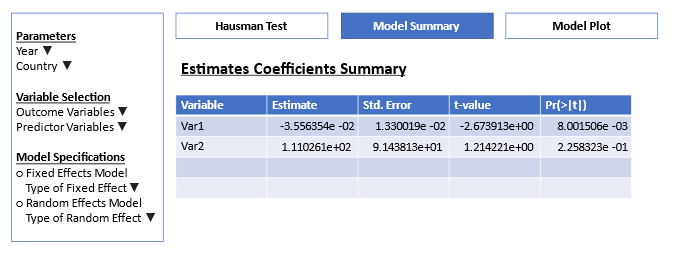 Parameters
Year ▼
Country ▼
Variable Selection
Outcome Variables ▼
Predictor Variables ▼
Model Specifications
o Fixed Effects Model
Type of Fixed Effect ▼
o Random Effects Model
Type of Random Effect ▼
Hausman Test Model Summary Model Plot
Estimates Coefficients Summary
Variable Estimate Std. Error t-value Pr(>|t|)
Var1 -3.556354e -02 1.330019e -02 -2.673913e+00 8.001506e -03
Var2 1.110261e+02 9.143813e+01 1.214221e+00 2.258323e -01